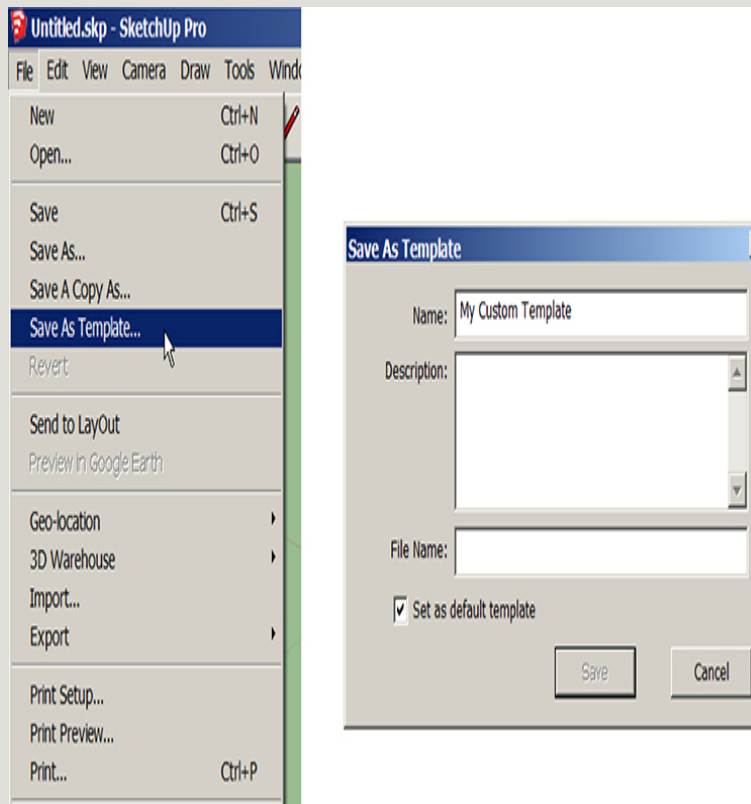 Untitled.skp - SketchUp Pro
File Edit View Camera Draw Tools
New Ctrl+N
Open... Ctrl+O
Save Ctrl+S
Save As...
Save A Copy As...
Save As Template...
Revert
Send to LayOut
Preview in Google Earth
Geo-location
3D Warehouse
Import...
Export
Print Setup...
Print Preview...
Print... Ctrl+P
Save As Template
Name: My Custom Template
Description:
File Name:
Set as default template
Save Cancel